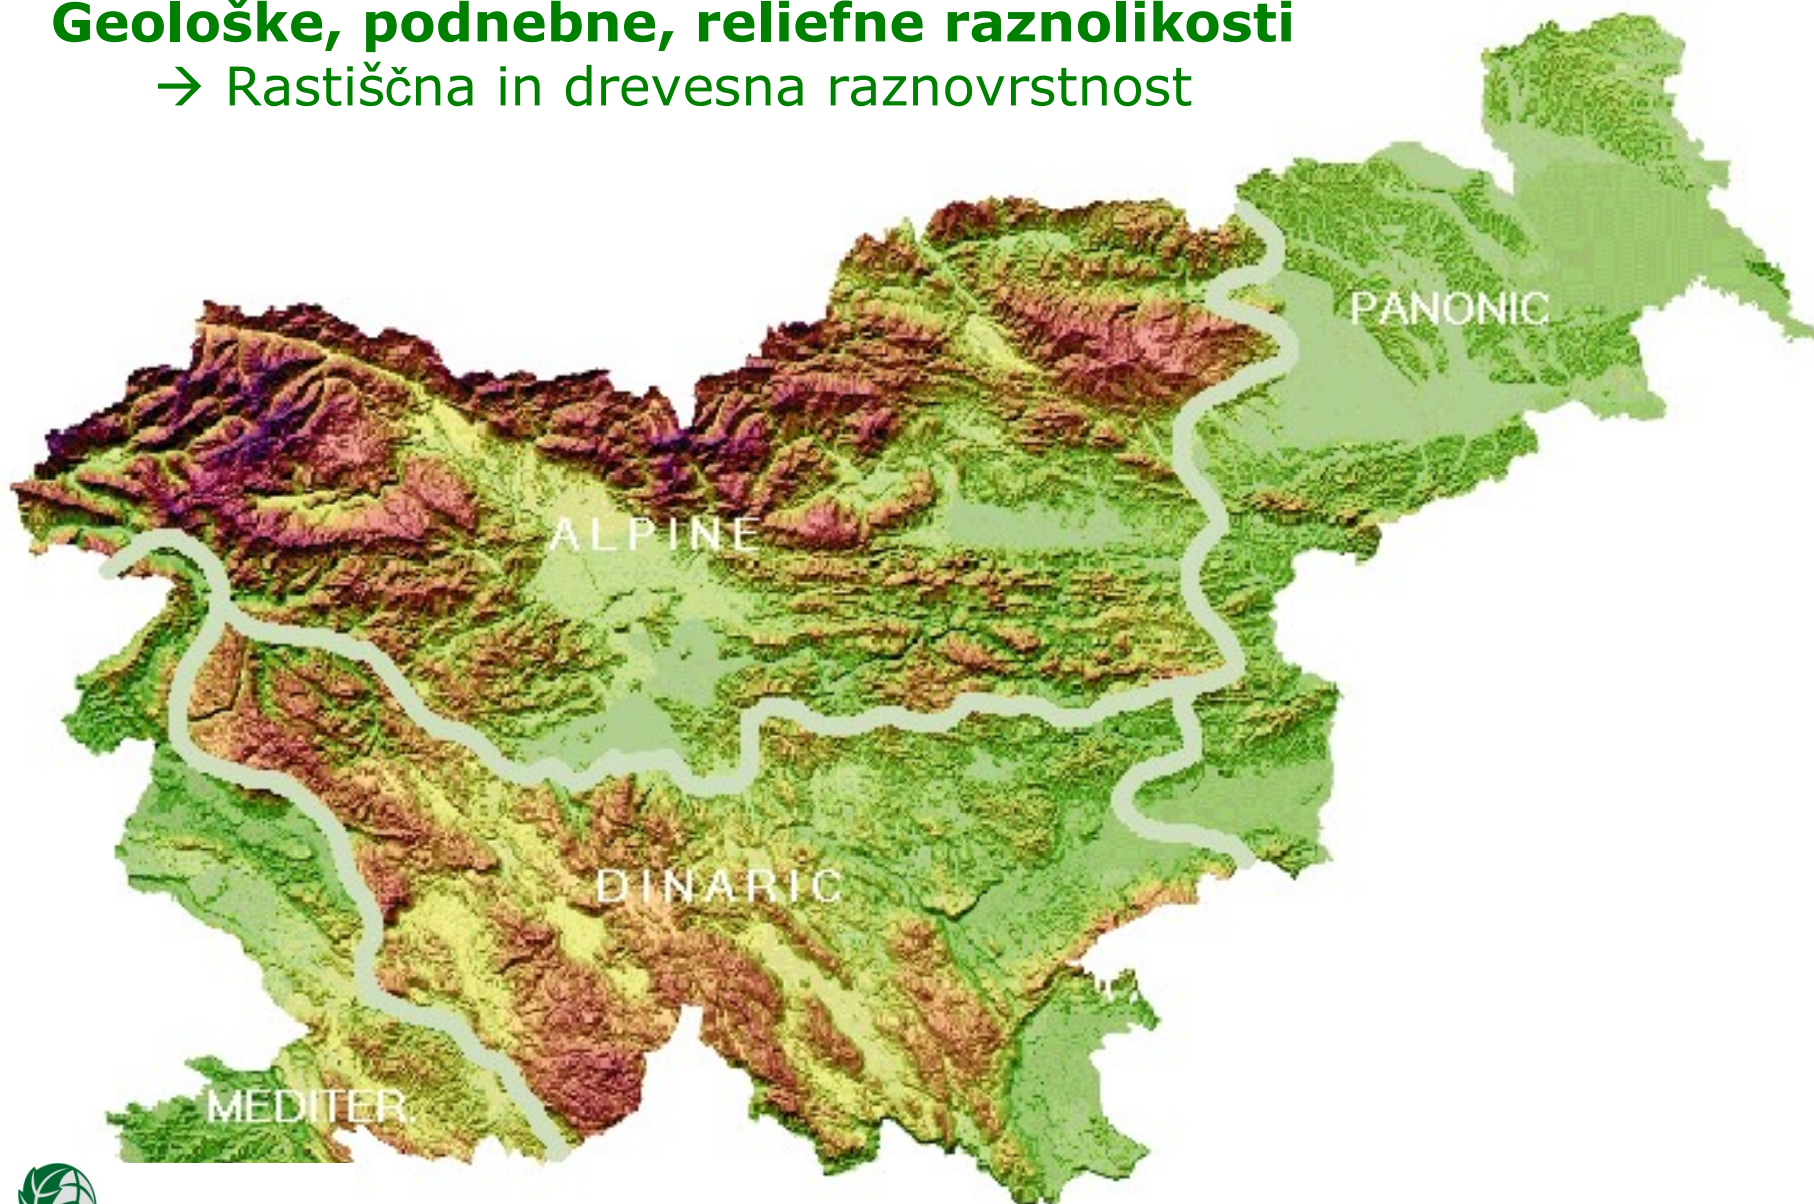 Geološke, podnebne, reliefne raznolikosti
→ Rastiščna in drevesna raznovrstnost
PANONIC
ALPINE
DINARIC
MEDITER.